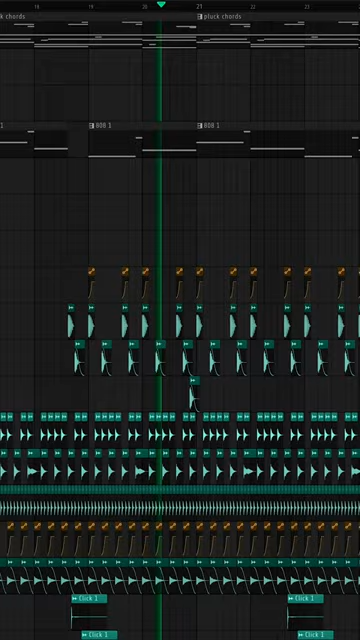 18 19 20 21 22 23
k chords pluck chords
1 808 1 808 1
Click 1 Click 1
Click 1 Click 1